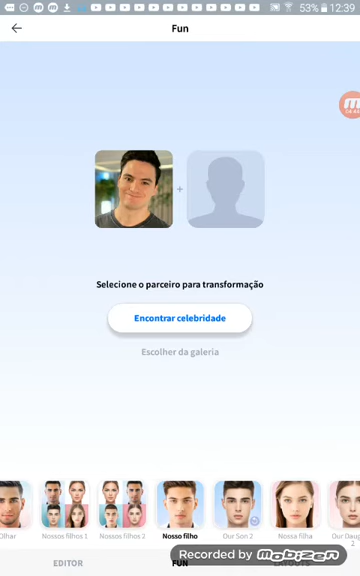 53% 12:39
Fun
+
Selecione o parceiro para transformação
Encontrar celebridade
Escolher da galeria
Olhar
Nossos filhos 1
Nossos filhos 2
Nosso filho
Our Son 2
Nossa filha
Our Daug
2
Recorded by mobizen
EDITOR
FUN